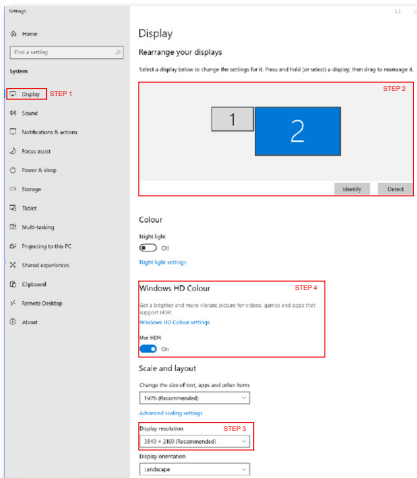 Settings
Home
Find a setting
System
Display STEP 1
Sound
Notifications & actions
Focus assist
Power & sleep
Storage
Tablet
Multi-tasking
Projecting to this PC
Shared experiences
Clipboard
Remote Desktop
About
Display
Rearrange your displays
Select a display below to change the settings for it. Press and hold (or select) a display, then drag to rearrange it.
STEP 2
1
2
Identify Detect
Colour
Night light
Off
Night light settings
Windows HD Colour STEP 4
Get a brighter and more vibrant picture for videos, games and apps that
support HDR.
Windows HD Colour settings
Use HDR
On
Scale and layout
Change the size of text, apps and other items
(Recommended)
Advanced scaling settings
Display resolution STEP 3
3840 × 2160 (Recommended)
Display orientation
Landscape